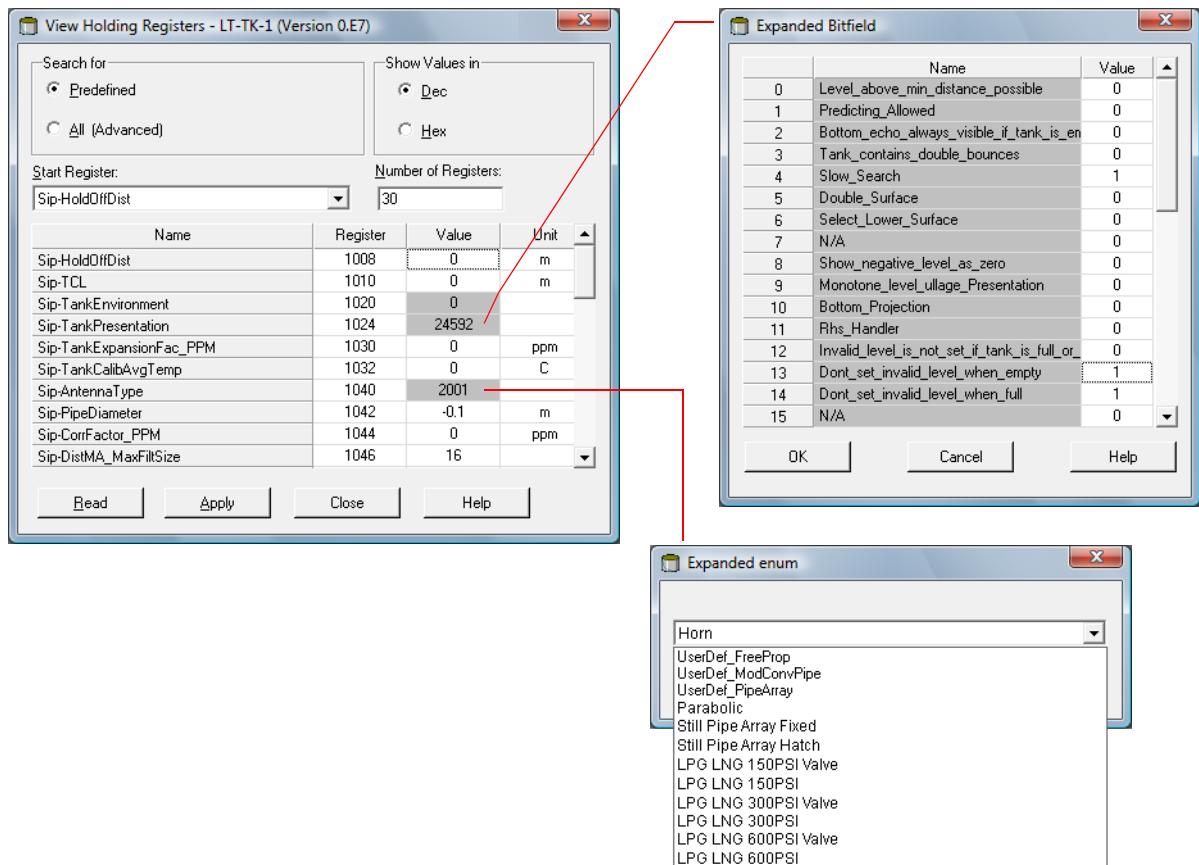 View Holding Registers - LT-TK-1 (Version 0.E7)
Search for
Predefined
All (Advanced)
Show Values in
Dec
Hex
Start Register:
Number of Registers:
Sip-HoldOffDist
30
Name Register Value Unit
Sip-HoldOffDist 1008 0 m
Sip-TCL 1010 0 m
Sip-TankEnvironment 1020 0
Sip-TankPresentation 1024 24592
Sip-TankExpansionFac_PPM 1030 0 ppm
Sip-TankCalibAvgTemp 1032 0 C
Sip-AntennaType 1040 2001
Sip-PipeDiameter 1042 -0.1 m
Sip-CorrFactor_PPM 1044 0 ppm
Sip-DistMA_MaxFiltSize 1046 16
Read Apply Close Help
Expanded Bitfield
Name Value
0 Level_above_min_distance_possible 0
1 Predicting_Allowed 0
2 Bottom_echo_always_visible_if_tank_is_en 0
3 Tank_contains_double_bounces 0
4 Slow_Search 1
5 Double_Surface 0
6 Select_Lower_Surface 0
7 N/A 0
8 Show_negative_level_as_zero 0
9 Monotone_level_ullage_Presentation 0
10 Bottom_Projection 0
11 Rhs_Handler 0
12 Invalid_level_is_not_set_if_tank_is_full_or_ 0
13 Dont_set_invalid_level_when_empty 1
14 Dont_set_invalid_level_when_full 1
15 N/A 0
OK Cancel Help
Expanded enum
Horn
UserDef_FreeProp
UserDef_ModConvPipe
UserDef_PipeArray
Parabolic
Still Pipe Array Fixed
Still Pipe Array Hatch
LPG LNG 150PSI Valve
LPG LNG 150PSI
LPG LNG 300PSI Valve
LPG LNG 300PSI
LPG LNG 600PSI Valve
LPG LNG 600PSI